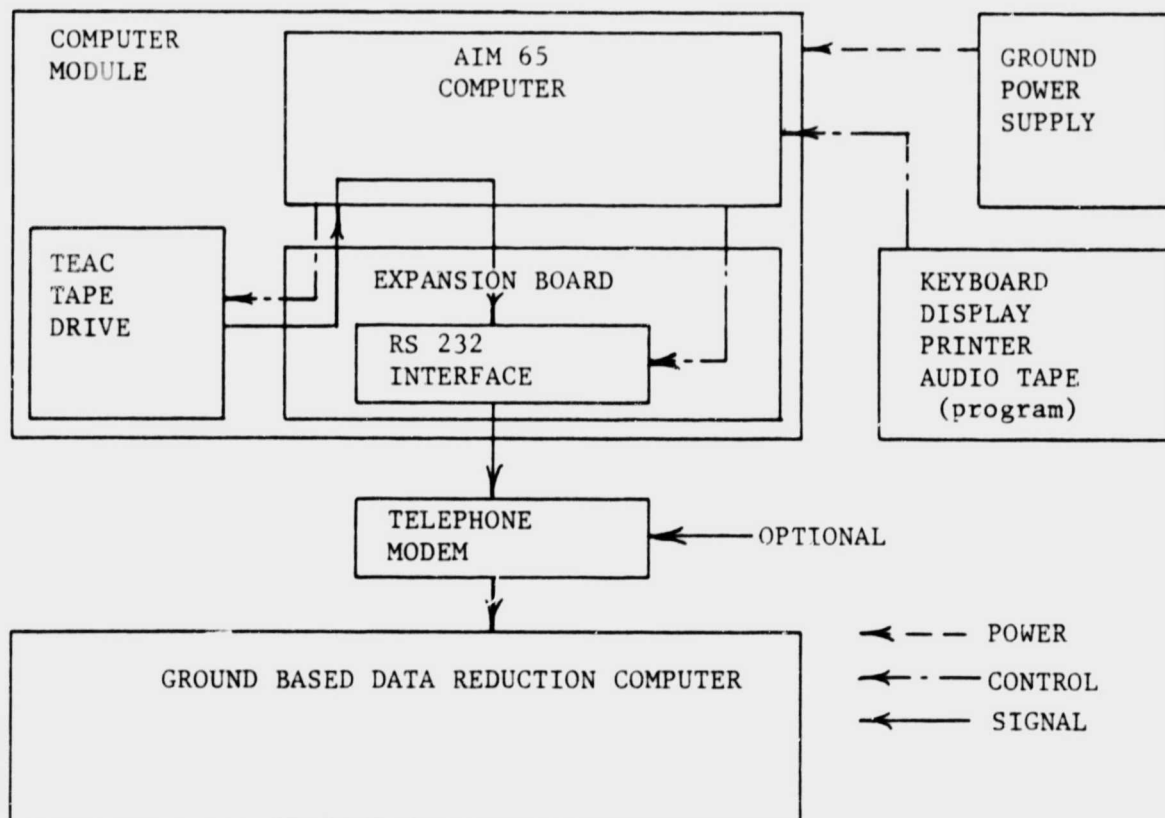 COMPUTER
MODULE
AIM 65
COMPUTER
GROUND
POWER
SUPPLY
TEAC
TAPE
DRIVE
EXPANSION BOARD
RS 232
INTERFACE
KEYBOARD
DISPLAY
PRINTER
AUDIO TAPE
(program)
TELEPHONE
MODEM
OPTIONAL
GROUND BASED DATA REDUCTION COMPUTER
POWER
CONTROL
SIGNAL